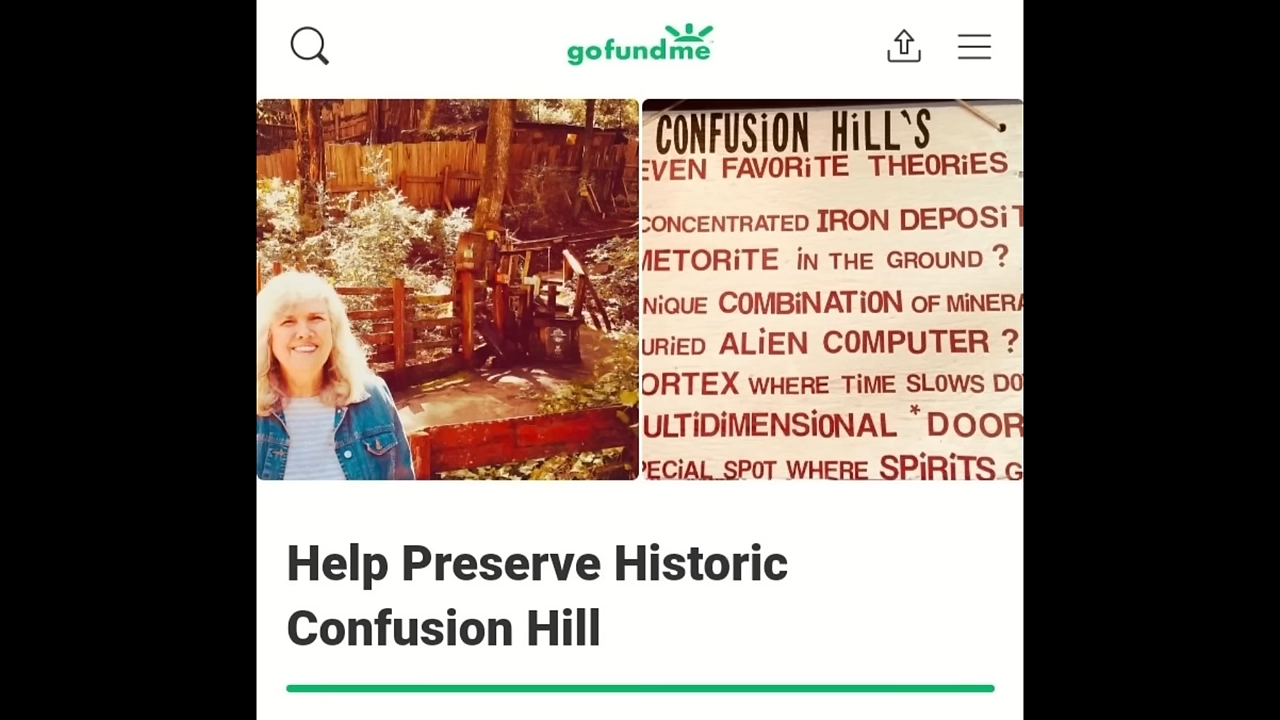 gofundme
CONFUSiON HiLL'S
EVEN FAVORiTE THEORiES
CONCENTRATED iRON DEPOSiT
METORiTE iN THE GROUND ?
NiQUE COMBiNATiON OF MiNERA
URiED ALiEN COMPUTER ?
ORTEX WHERE TiME SLOWS DO
ULTiDiMENSiONAL * DOOR
PECiAL SPOT WHERE SPiRiTS G
Help Preserve Historic
Confusion Hill